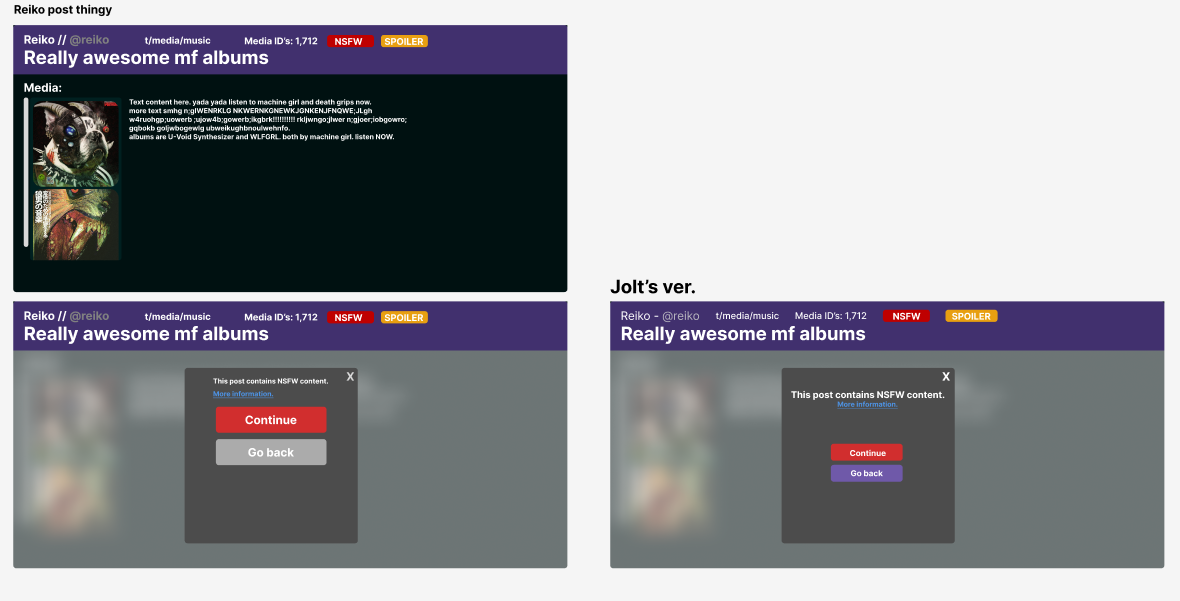 Reiko post thingy
Reiko // @reiko t/media/music Media ID's: 1,712 NSFW SPOILER
Really awesome mf albums
Media:
Text content here. yada yada listen to machine girl and death grips now.
more text smhg n;glWENRKLG NKWERNKGNEWKJGNKENJFNQWE;JLgh
w4ruohgp;uowerb ;ujow4b;gowerb;ikgbrk!!!!!!!!!! rkljwngo;jlwer n;gjoer;iobgowro;
gqbokb goljwbogewlg ubweikughbnoulwehnfo.
albums are U-Void Synthesizer and WLFGRL. both by machine girl. listen NOW.
Reiko // @reiko t/media/music Media ID's: 1,712 NSFW SPOILER
Really awesome mf albums
This post contains NSFW content. X
More information.
Continue
Go back
Jolt's ver.
Reiko - @reiko t/media/music Media ID's: 1,712 NSFW SPOILER
Really awesome mf albums
X
This post contains NSFW content.
More information.
Continue
Go back